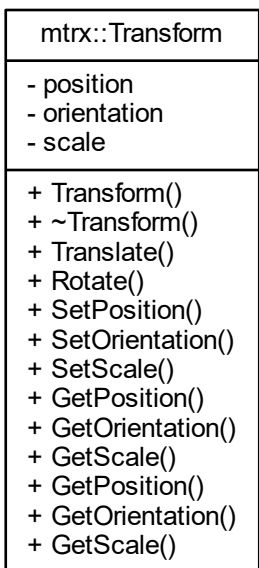 mtrx::Transform
- position
- orientation
- scale
+ Transform()
+ ~Transform()
+ Translate()
+ Rotate()
+ SetPosition()
+ SetOrientation()
+ SetScale()
+ GetPosition()
+ GetOrientation()
+ GetScale()
+ GetPosition()
+ GetOrientation()
+ GetScale()